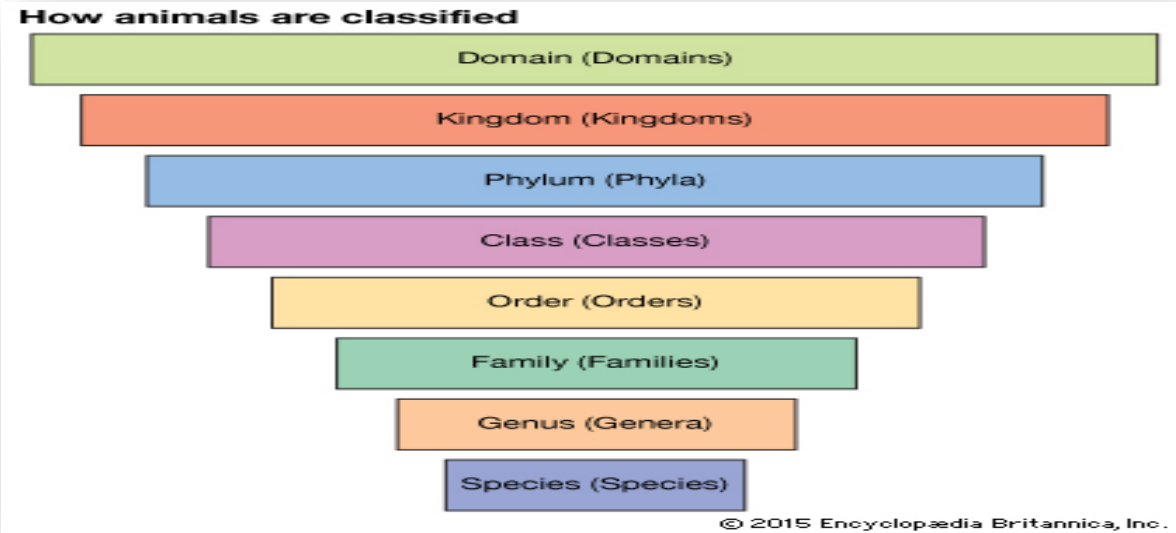 How animals are classified
Domain (Domains)
Kingdom (Kingdoms)
Phylum (Phyla)
Class (Classes)
Order (Orders)
Family (Families)
Genus (Genera)
Species (Species)
© 2015 Encyclopædia Britannica, Inc.